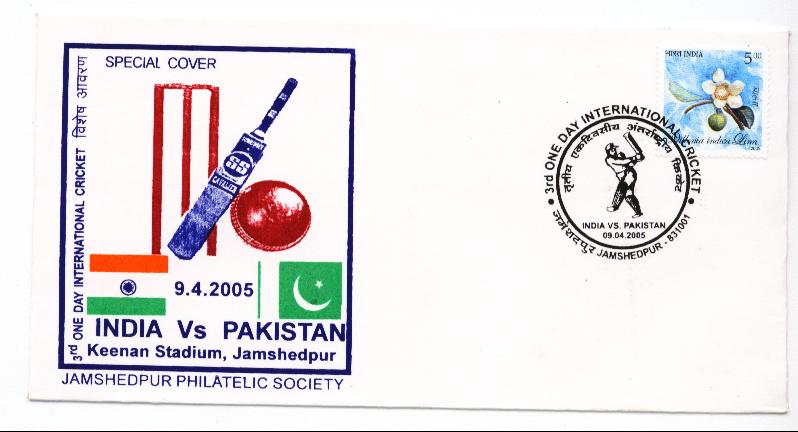 SPECIAL COVER
3rd ONE DAY INTERNATIONAL CRICKET विशेष आवरण
SS
CAVALIER
9.4.2005
INDIA Vs PAKISTAN
Keenan Stadium, Jamshedpur
JAMSHEDPUR PHILATELIC SOCIETY
भारत INDIA
5.00
indica Linn
3rd ONE DAY INTERNATIONAL CRICKET
तृतीय एकदिवसीय अंतर्राष्ट्रीय क्रिकेट
INDIA VS. PAKISTAN
09.04.2005
जमशेदपुर JAMSHEDPUR - 831001